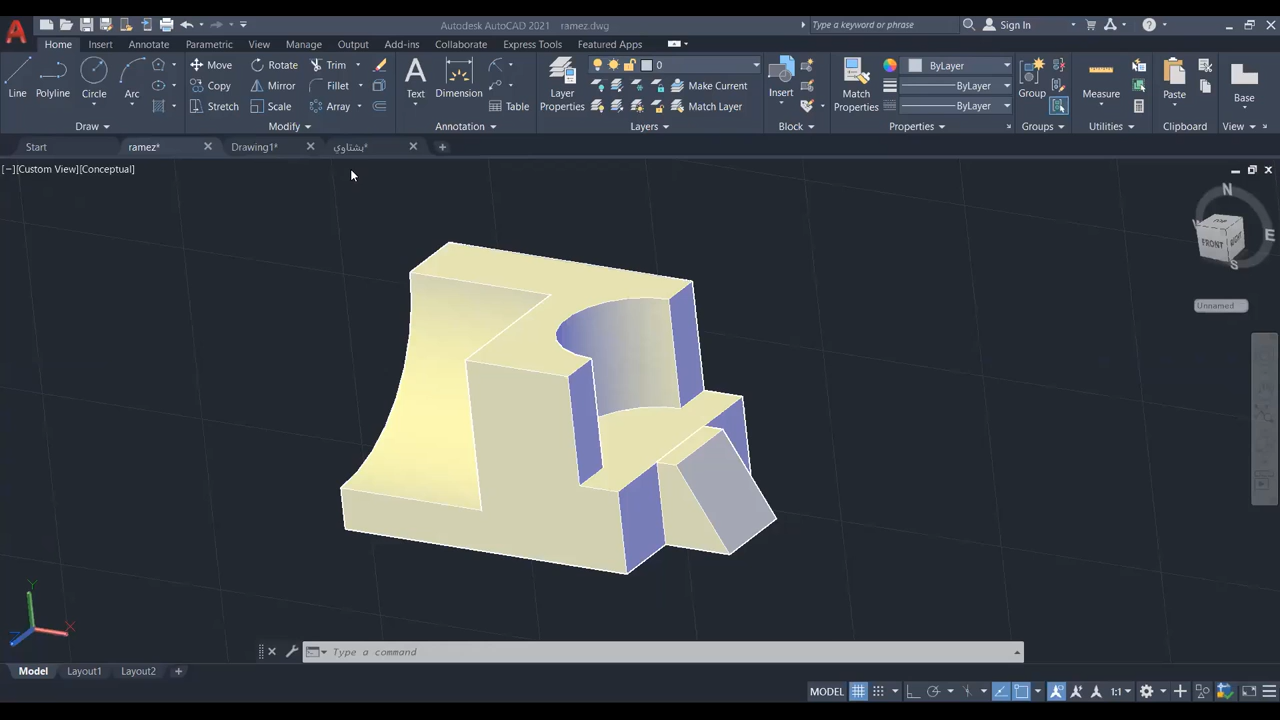 Autodesk AutoCAD 2021 ramez.dwg
Type a keyword or phrase
Sign In
Home Insert Annotate Parametric View Manage Output Add-ins Collaborate Express Tools Featured Apps
Line Polyline Circle Arc
Move Rotate Trim
Copy Mirror Fillet
Stretch Scale Array
Text Dimension Table
Layer Properties
0
Make Current
Match Layer
Insert
Match Properties
ByLayer
ByLayer
ByLayer
Group
Measure
Paste
Base
Draw Modify Annotation Layers Block Properties Groups Utilities Clipboard View
Start ramez* Drawing1* بشتاوي*
[−][Custom View][Conceptual]
N
W
E
S
TOP
FRONT
RIGHT
Unnamed
Y
X
Z
Type a command
Model Layout1 Layout2
MODEL 1:1